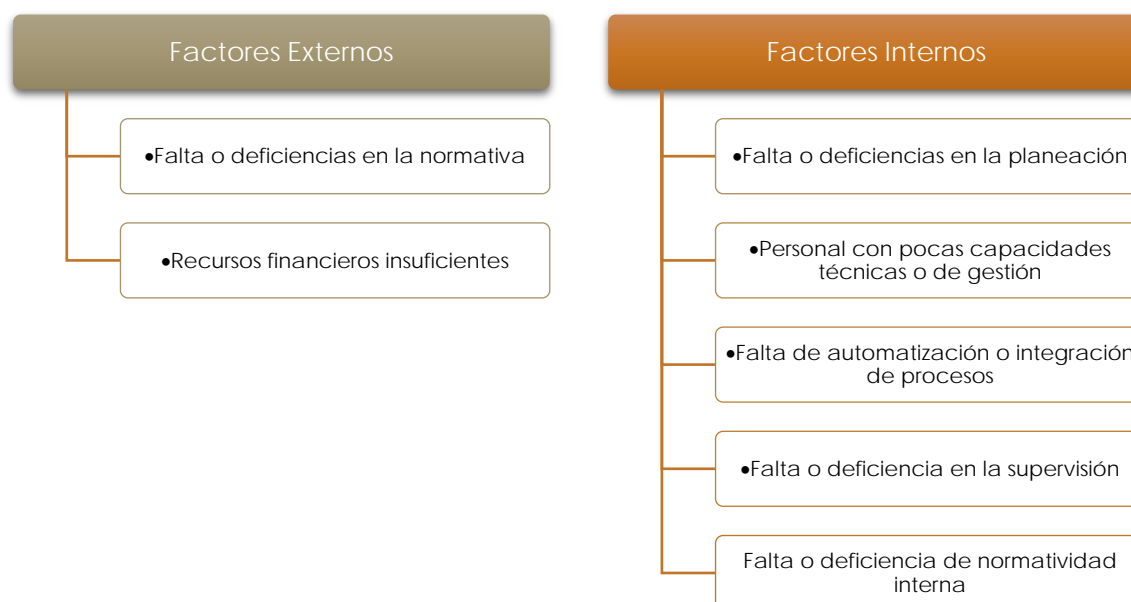 Factores Externos
•Falta o deficiencias en la normativa
•Recursos financieros insuficientes
Factores Internos
•Falta o deficiencias en la planeación
•Personal con pocas capacidades
técnicas o de gestión
•Falta de automatización o integración
de procesos
•Falta o deficiencia en la supervisión
Falta o deficiencia de normatividad
interna